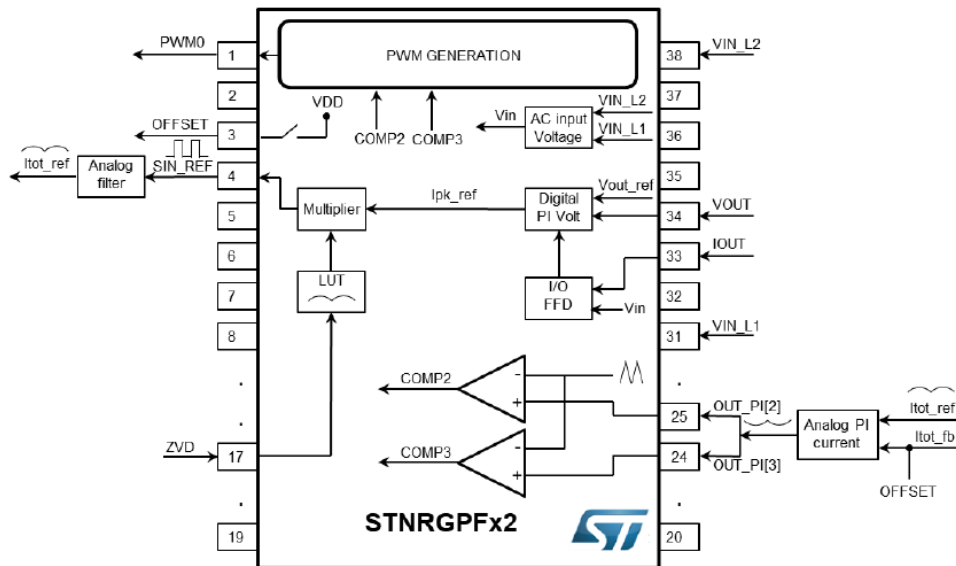 PWM0
1
PWM GENERATION
38
VIN_L2
2
37
VDD
COMP2
COMP3
Vin
AC input
Voltage
VIN_L2
VIN_L1
OFFSET
3
36
Itot_ref
Analog
filter
SIN_REF
4
35
Multiplier
Ipk_ref
Digital
PI Volt
Vout_ref
5
34
VOUT
6
33
IOUT
LUT
I/O
FFD
Vin
7
32
8
31
VIN_L1
.
.
COMP2
-
+
25
OUT_PI[2]
Analog PI
current
Itot_ref
Itot_fb
ZVD
17
COMP3
-
+
24
OUT_PI[3]
OFFSET
.
.
19
STNRGPFx2
ST
20